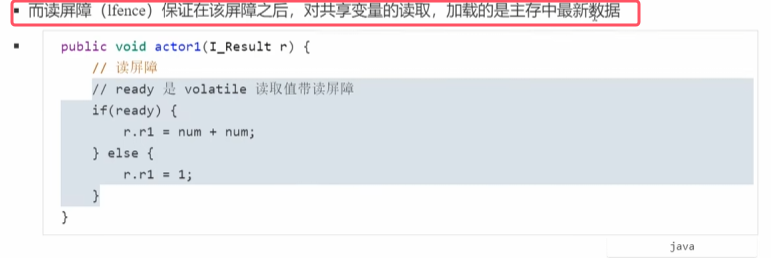 而读屏障（lfence）保证在该屏障之后，对共享变量的读取，加载的是主存中最新数据
public void actor1(I_Result r) {
// 读屏障
// ready 是 volatile 读取值带读屏障
if(ready) {
r.r1 = num + num;
} else {
r.r1 = 1;
}
}
java